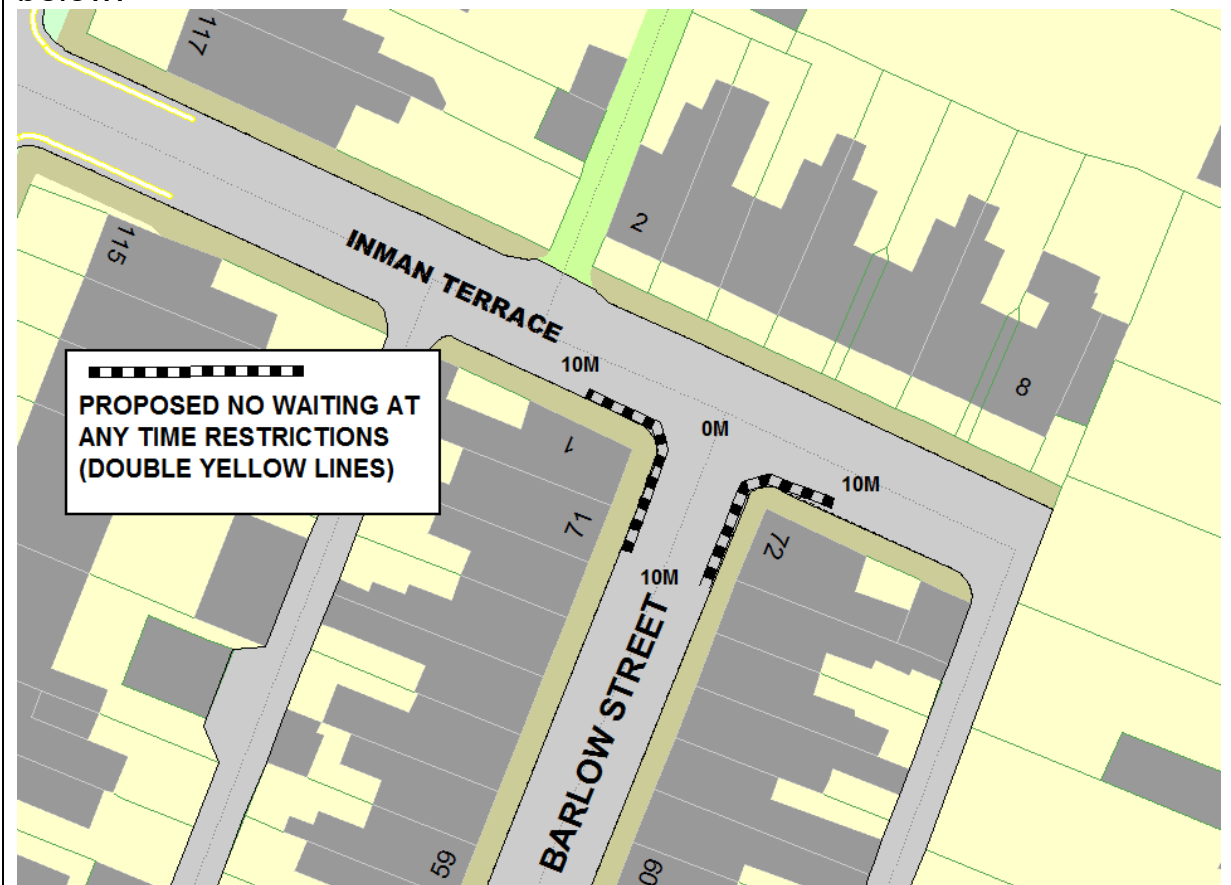 117
2
115
INMAN TERRACE
10M
8
0M
PROPOSED NO WAITING AT
ANY TIME RESTRICTIONS
(DOUBLE YELLOW LINES)
1
10M
71
72
10M
BARLOW STREET
59
60